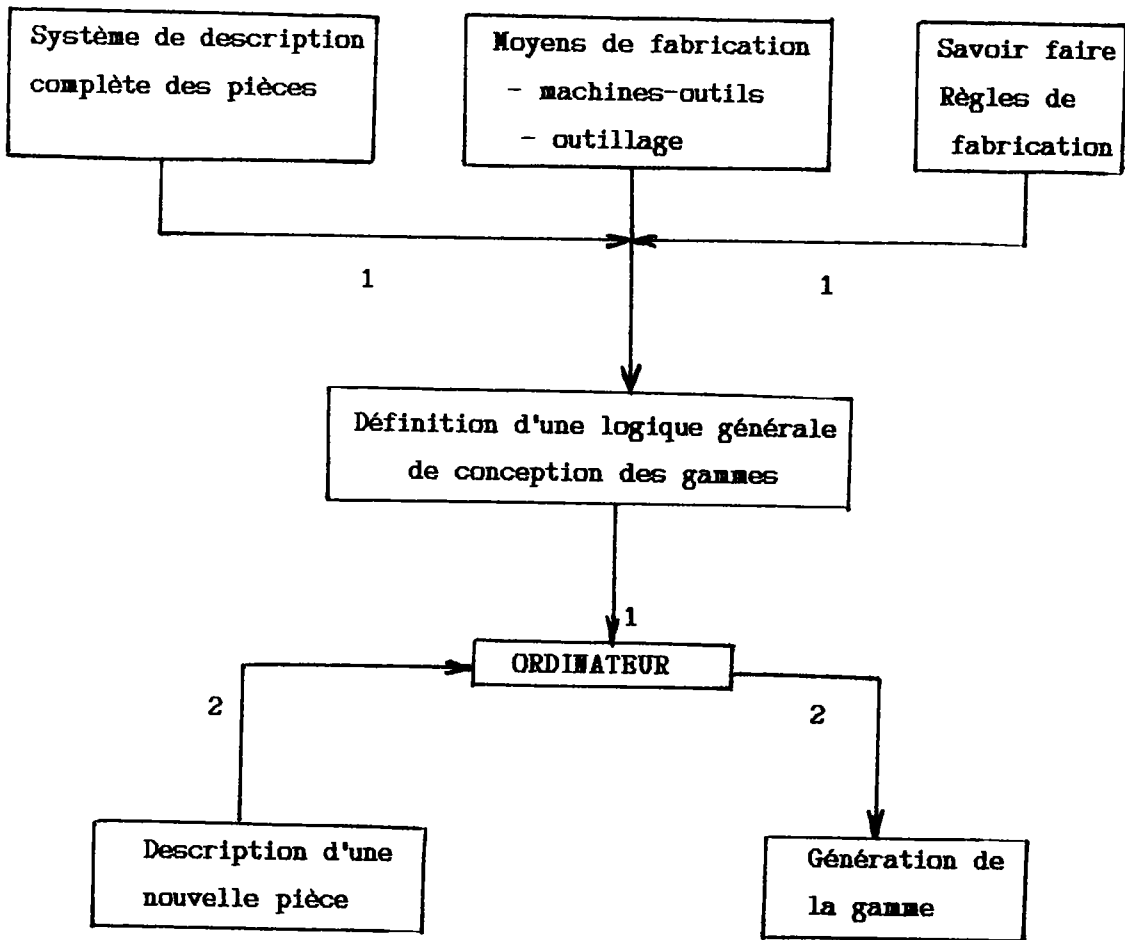 Système de description
complète des pièces
Moyens de fabrication
- machines-outils
- outillage
Savoir faire
Règles de
fabrication
1
1
Définition d'une logique générale
de conception des gammes
1
ORDINATEUR
2
2
Description d'une
nouvelle pièce
Génération de
la gamme